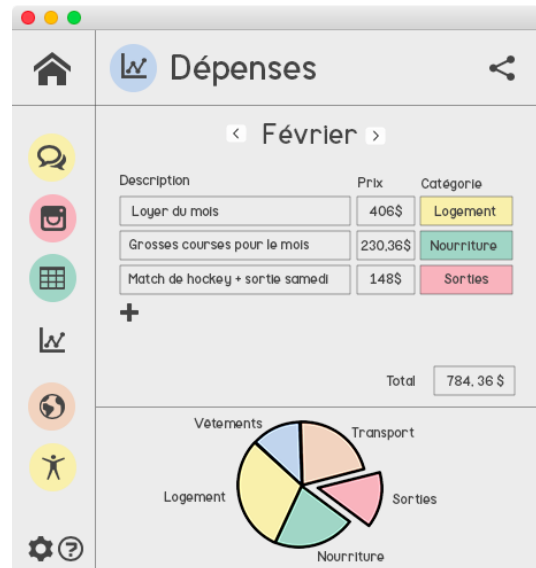 Dépenses
< Février >
Description Prix Catégorie
Loyer du mois 406$ Logement
Grosses courses pour le mois 230,36$ Nourriture
Match de hockey + sortie samedi 148$ Sorties
Total 784, 36 $
Vêtements
Transport
Logement
Sorties
Nourriture